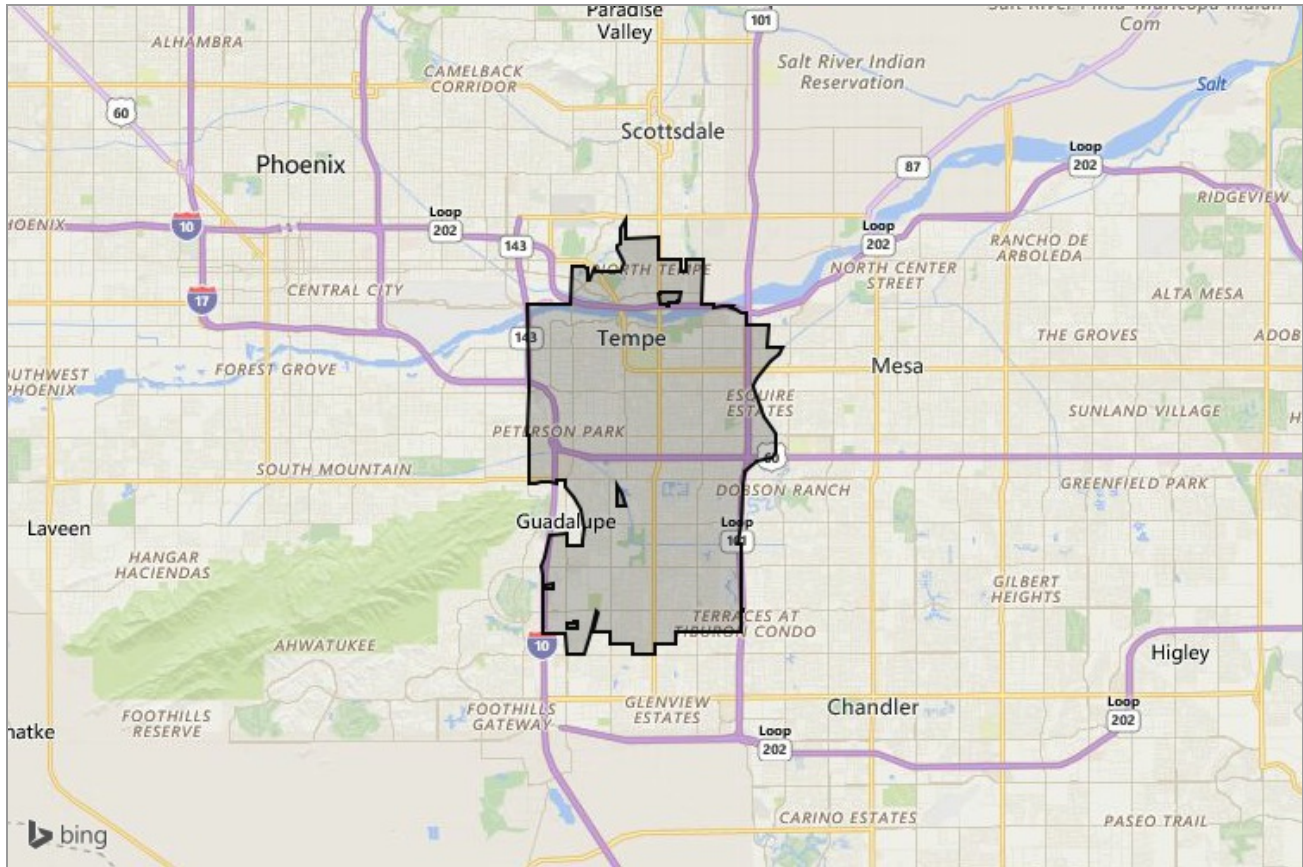 Paradise
Valley
Salt River Pima-Maricopa Indian
Com
101
ALHAMBRA
CAMELBACK
CORRIDOR
Salt River Indian
Reservation
Salt
60
Scottsdale
Phoenix
87
Loop
202
RIDGEVIEW
HOENIX
10
Loop
202
143
Loop
202
RANCHO DE
ARBOLEDA
NORTH TEMPE
NORTH CENTER
STREET
17
CENTRAL CITY
ALTA MESA
143
Tempe
THE GROVES
ADOB
OUTHWEST
PHOENIX
FOREST GROVE
Mesa
ESQUIRE
ESTATES
SUNLAND VILLAGE
H
PETERSON PARK
SOUTH MOUNTAIN
60
DOBSON RANCH
GREENFIELD PARK
Laveen
Guadalupe
Loop
101
HANGAR
HACIENDAS
GILBERT
HEIGHTS
TERRACES AT
TIBURON CONDO
AHWATUKEE
10
Higley
FOOTHILLS
RESERVE
FOOTHILLS
GATEWAY
GLENVIEW
ESTATES
Chandler
Loop
202
hatke
Loop
202
CARINO ESTATES
PASEO TRAIL
bing